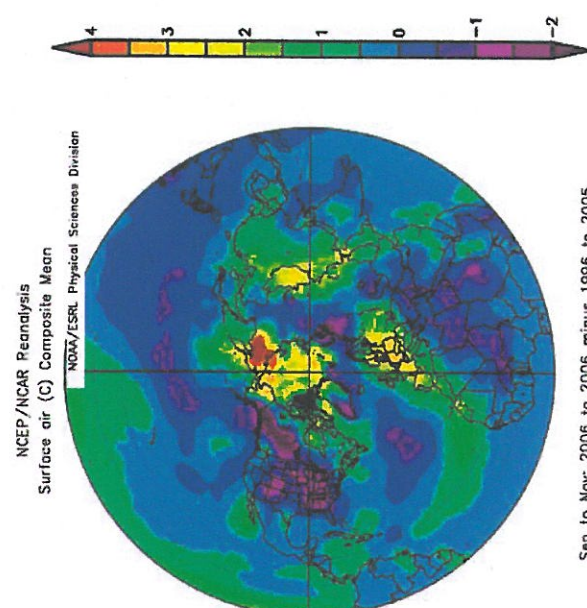 NCEP/NCAR Reanalysis
Surface air (C) Composite Mean
NOAA/ESRL Physical Sciences Division
4
3
2
1
0
-1
-2
Sep to Nov: 2006 to 2006 minus 1996 to 2005